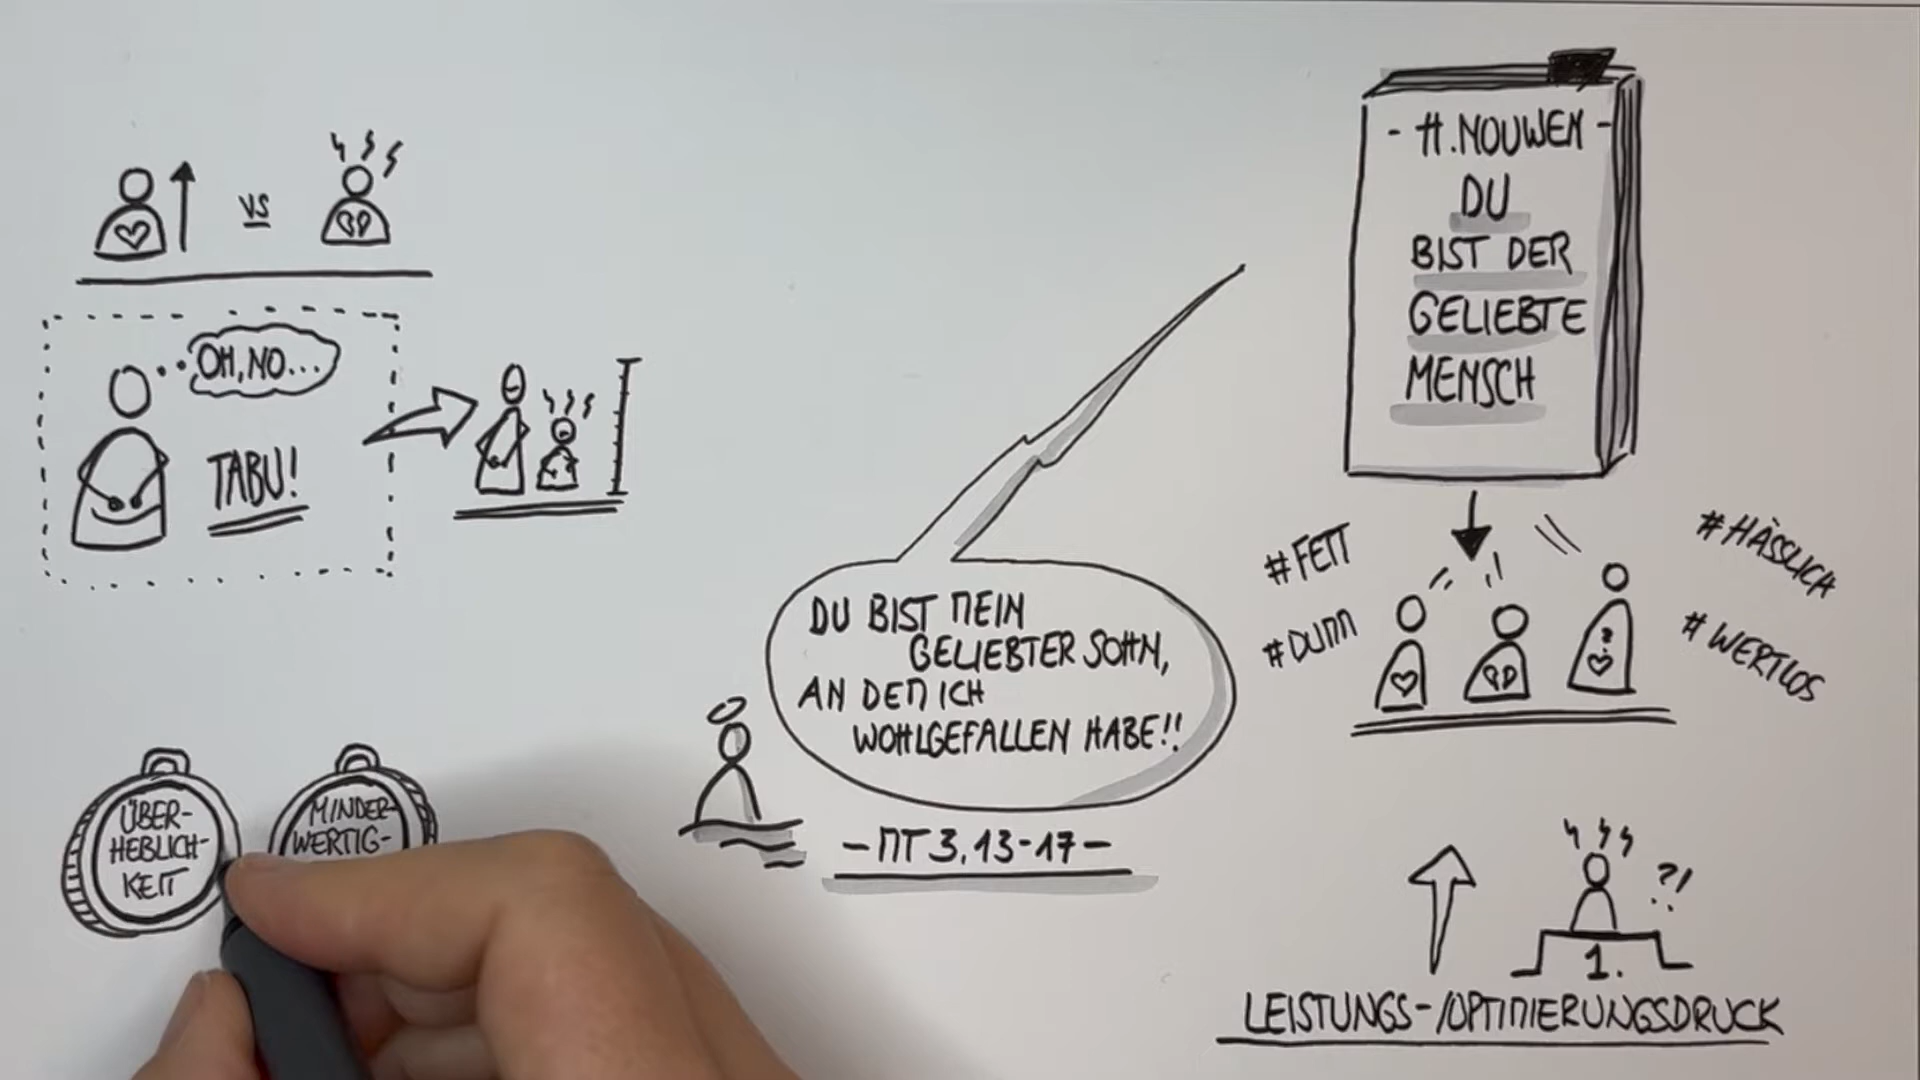 VS
OH, NO...
TABU!
ÜBER-
HEBLICH-
KEIT
MINDER-
WERTIG-
DU BIST MEIN
GELIEBTER SOHN,
AN DEM ICH
WOHLGEFALLEN HABE!!
- MT 3,13-17 -
- H. NOUWEN -
DU
BIST DER
GELIEBTE
MENSCH
#FETT
#DÜNN
#HÄSSLICH
#WERTLOS
?
?!
1.
LEISTUNGS-/OPTIMIERUNGSDRUCK